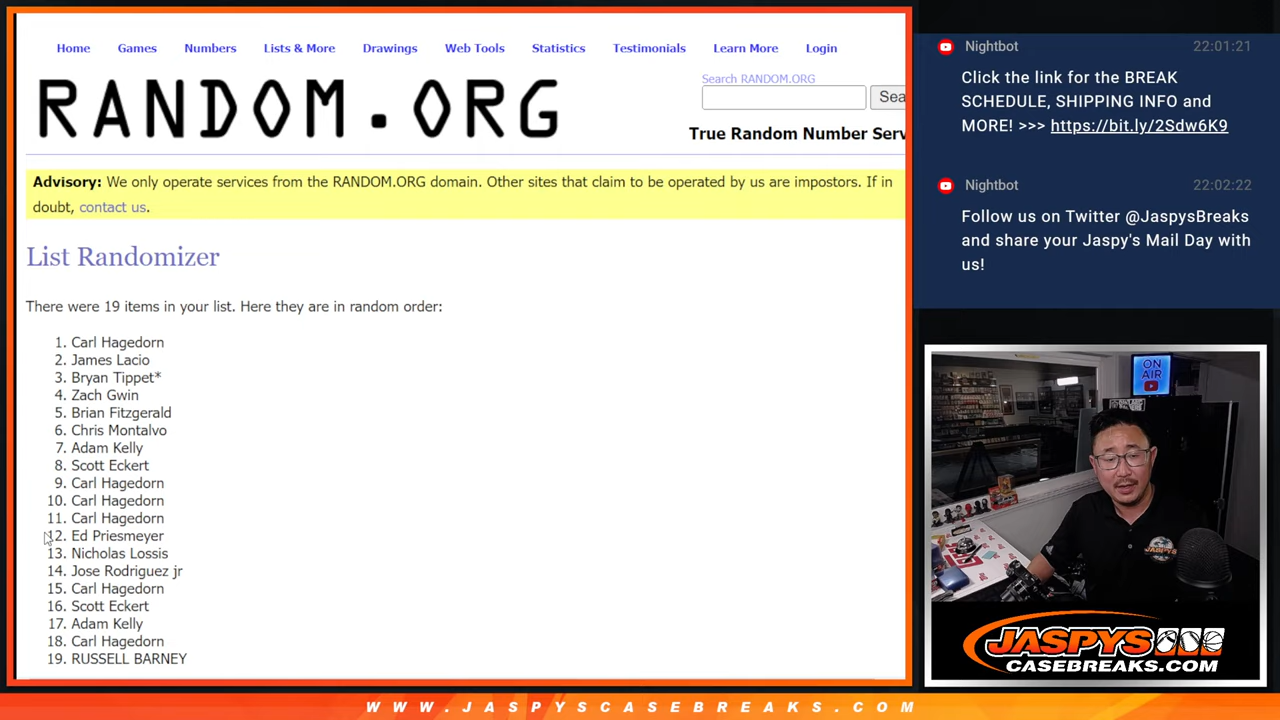 Home Games Numbers Lists & More Drawings Web Tools Statistics Testimonials Learn More Login
RANDOM.ORG
Search RANDOM.ORG
Sea
True Random Number Serv
Advisory: We only operate services from the RANDOM.ORG domain. Other sites that claim to be operated by us are impostors. If in
doubt, contact us.
List Randomizer
There were 19 items in your list. Here they are in random order:
1. Carl Hagedorn
2. James Lacio
3. Bryan Tippet*
4. Zach Gwin
5. Brian Fitzgerald
6. Chris Montalvo
7. Adam Kelly
8. Scott Eckert
9. Carl Hagedorn
10. Carl Hagedorn
11. Carl Hagedorn
12. Ed Priesmeyer
13. Nicholas Lossis
14. Jose Rodriguez jr
15. Carl Hagedorn
16. Scott Eckert
17. Adam Kelly
18. Carl Hagedorn
19. RUSSELL BARNEY
Nightbot 22:01:21
Click the link for the BREAK
SCHEDULE, SHIPPING INFO and
MORE! >>> https://bit.ly/2Sdw6K9
Nightbot 22:02:22
Follow us on Twitter @JaspysBreaks
and share your Jaspy's Mail Day with
us!
ON
AIR
JASPYS
JASPYS
CASEBREAKS.COM
WWW.JASPYSCASEBREAKS.COM